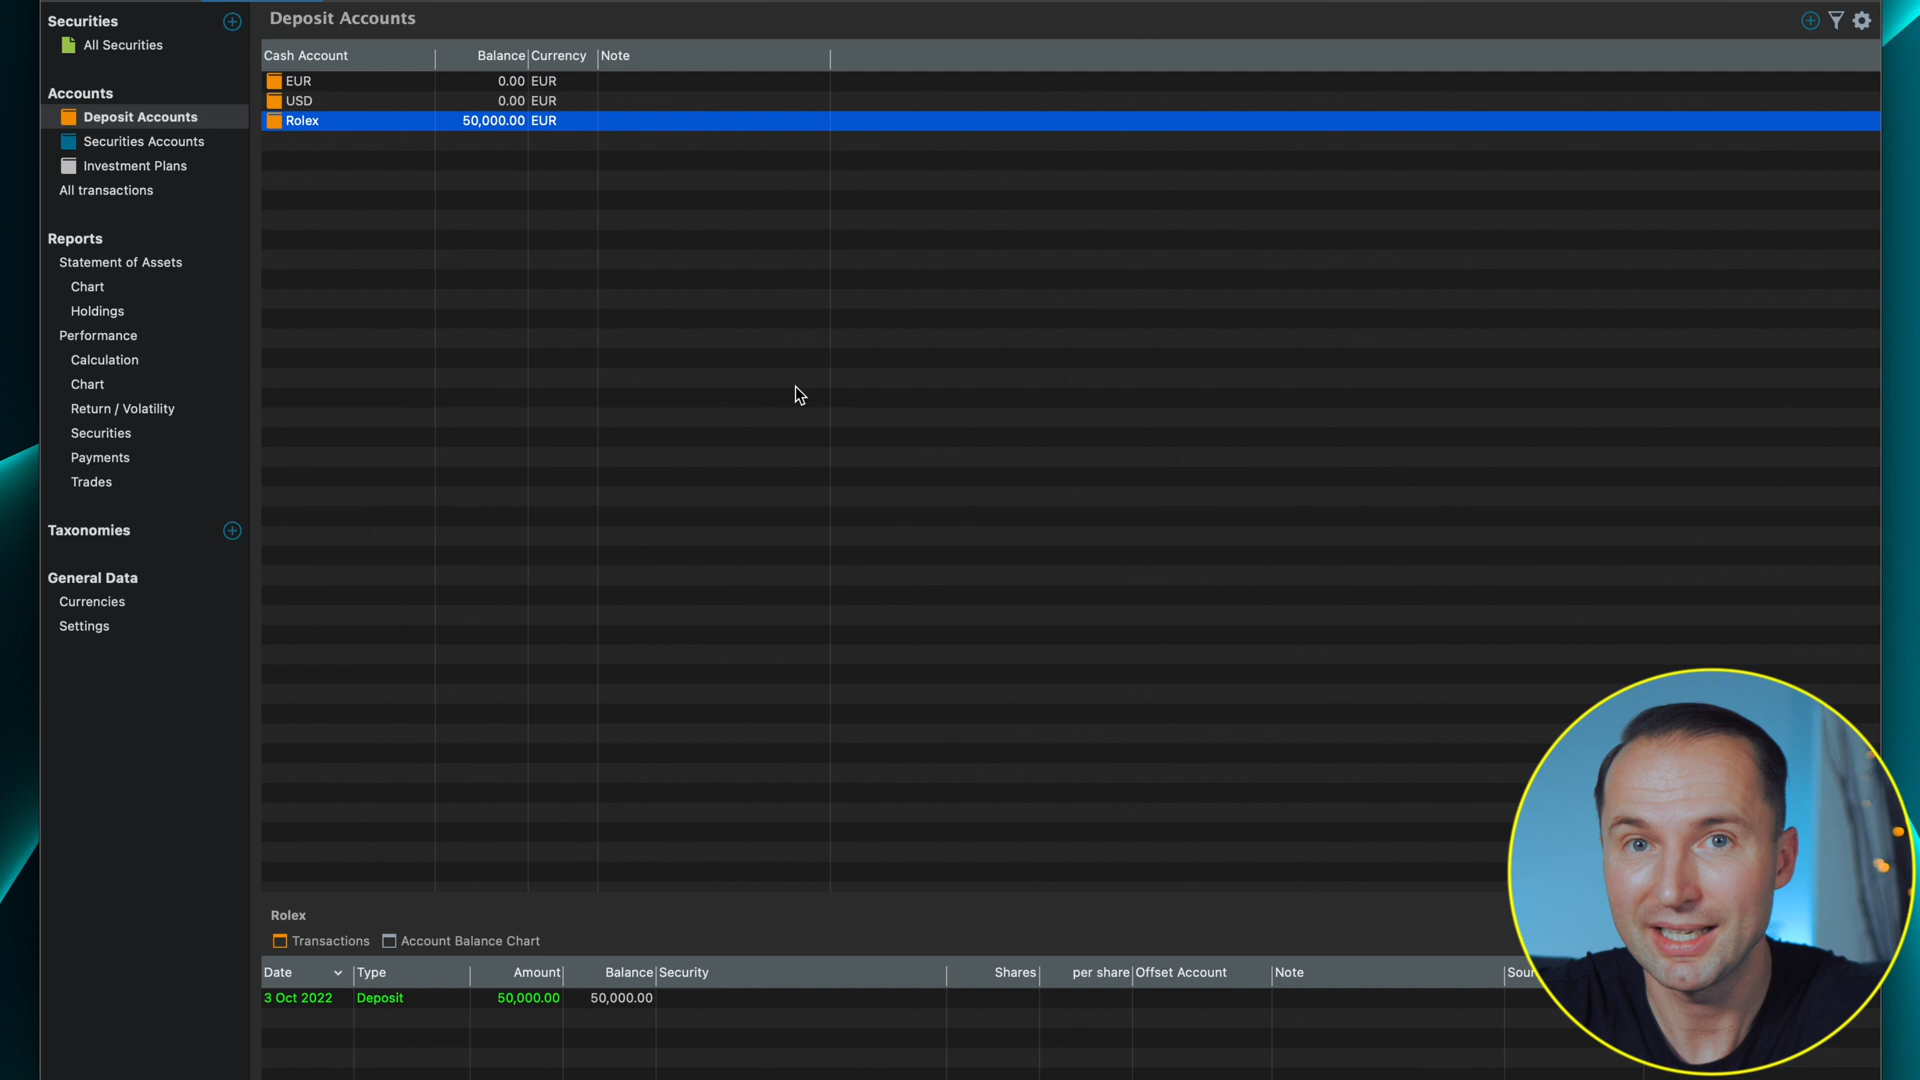 Securities
All Securities
Accounts
Deposit Accounts
Securities Accounts
Investment Plans
All transactions
Reports
Statement of Assets
Chart
Holdings
Performance
Calculation
Chart
Return / Volatility
Securities
Payments
Trades
Taxonomies
General Data
Currencies
Settings
Deposit Accounts
Cash Account Balance Currency Note
EUR 0.00 EUR
USD 0.00 EUR
Rolex 50,000.00 EUR
Rolex
Transactions Account Balance Chart
Date Type Amount Balance Security Shares per share Offset Account Note
3 Oct 2022 Deposit 50,000.00 50,000.00